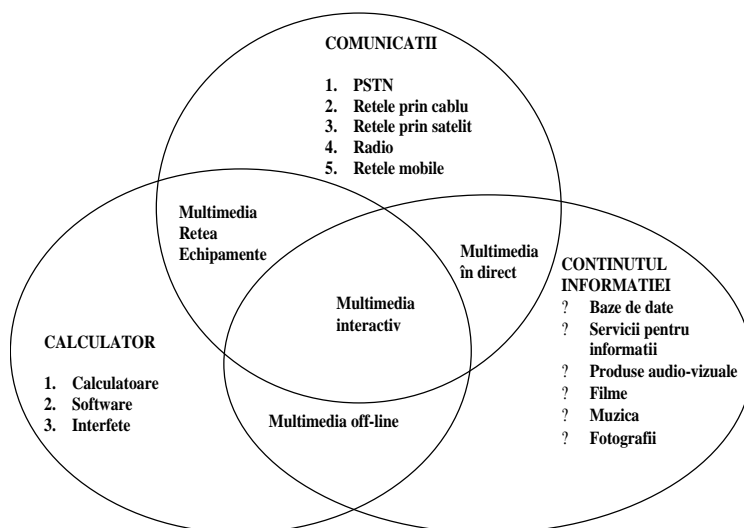 COMUNICATII
1. PSTN
2. Retele prin cablu
3. Retele prin satelit
4. Radio
5. Retele mobile
Multimedia
Retea
Echipamente
Multimedia
în direct
Multimedia
interactiv
CONTINUTUL
INFORMATIEI
? Baze de date
? Servicii pentru
informatii
? Produse audio-vizuale
? Filme
? Muzica
? Fotografii
CALCULATOR
1. Calculatoare
2. Software
3. Interfete
Multimedia off-line